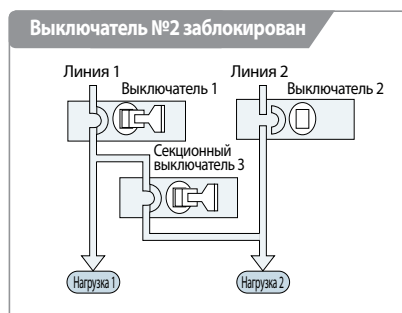 Выключатель №2 заблокирован
Линия 1
Линия 2
Выключатель 1
Выключатель 2
Секционный
выключатель 3
Нагрузка 1
Нагрузка 2